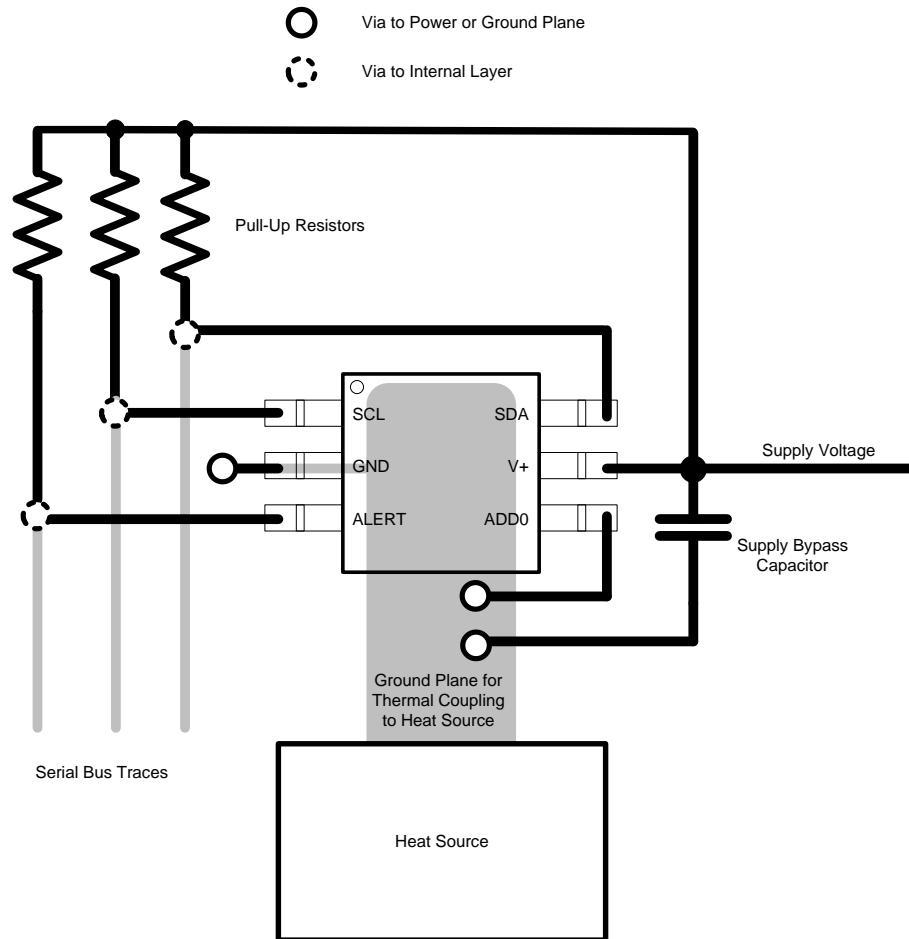 Via to Power or Ground Plane
Via to Internal Layer
Pull-Up Resistors
SCL
SDA
GND
V+
ALERT
ADD0
Supply Voltage
Supply Bypass
Capacitor
Ground Plane for
Thermal Coupling
to Heat Source
Serial Bus Traces
Heat Source